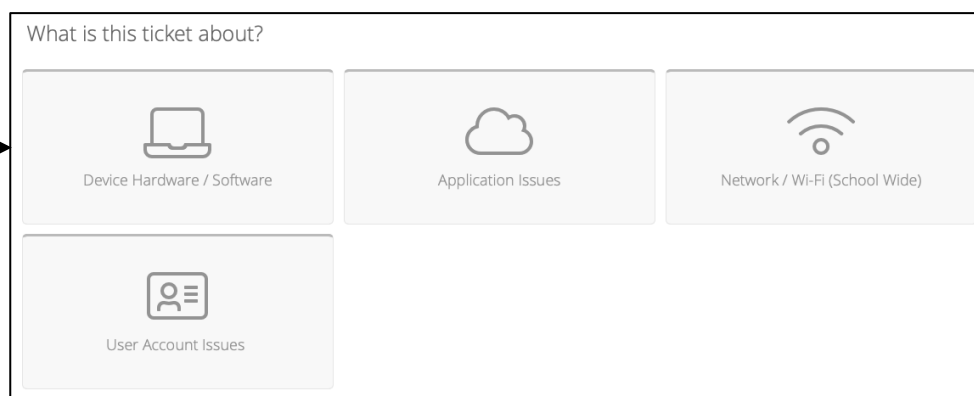 What is this ticket about?
Device Hardware / Software
Application Issues
Network / Wi-Fi (School Wide)
User Account Issues